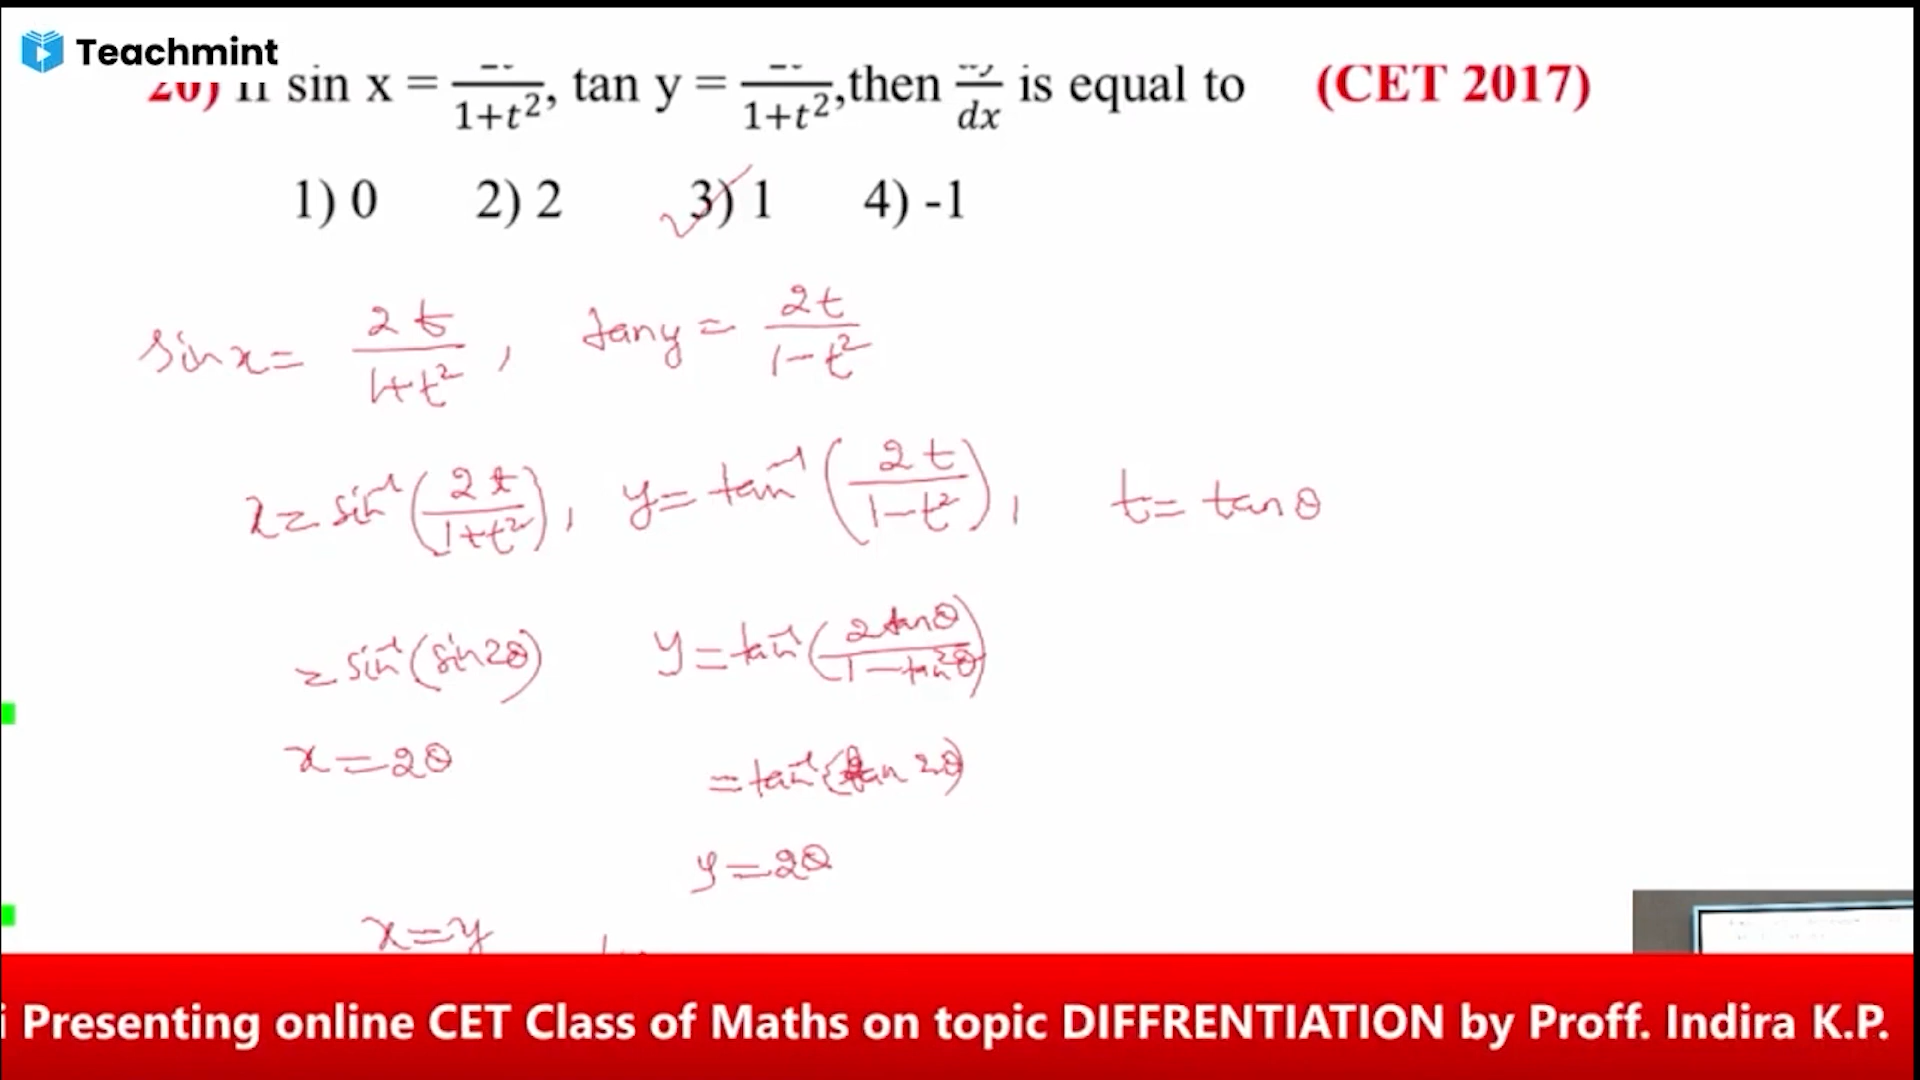 Teachmint
20) If sin x = /1+t², tan y = /1+t²,then /dx is equal to (CET 2017)
1) 0 2) 2 3) 1 4) -1
sin x = 2t/1+t² , tan y = 2t/1-t²
x = sin⁻¹(2t/1+t²), y = tan⁻¹(2t/1-t²), t = tanθ
= sin⁻¹(sin2θ) y = tan⁻¹(2tanθ/1-tan²θ)
x = 2θ = tan⁻¹(tan 2θ)
y = 2θ
x = y
i Presenting online CET Class of Maths on topic DIFFRENTIATION by Proff. Indira K.P.